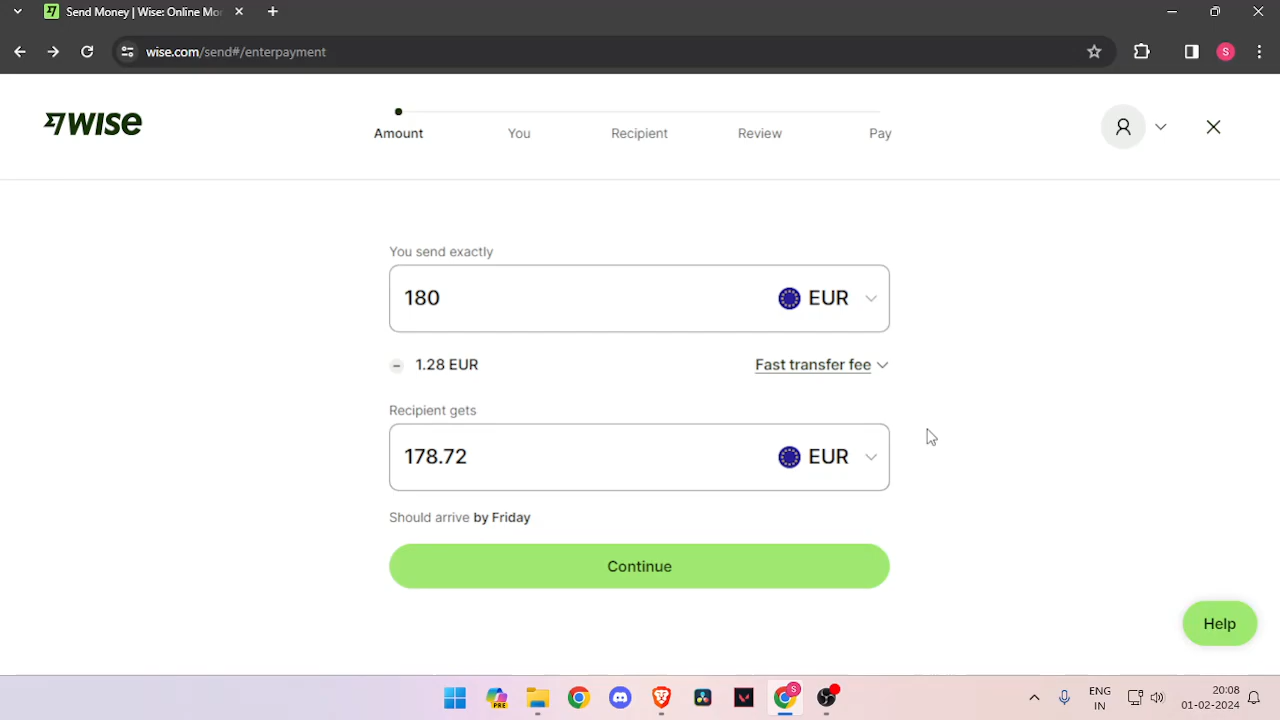 Send Money | Wise: Online Mor
wise.com/send#/enterpayment
S
WISE
Amount
You
Recipient
Review
Pay
You send exactly
180
EUR
1.28 EUR
Fast transfer fee
Recipient gets
178.72
EUR
Should arrive by Friday
Continue
Help
PRE
S
ENG
IN
20:08
01-02-2024